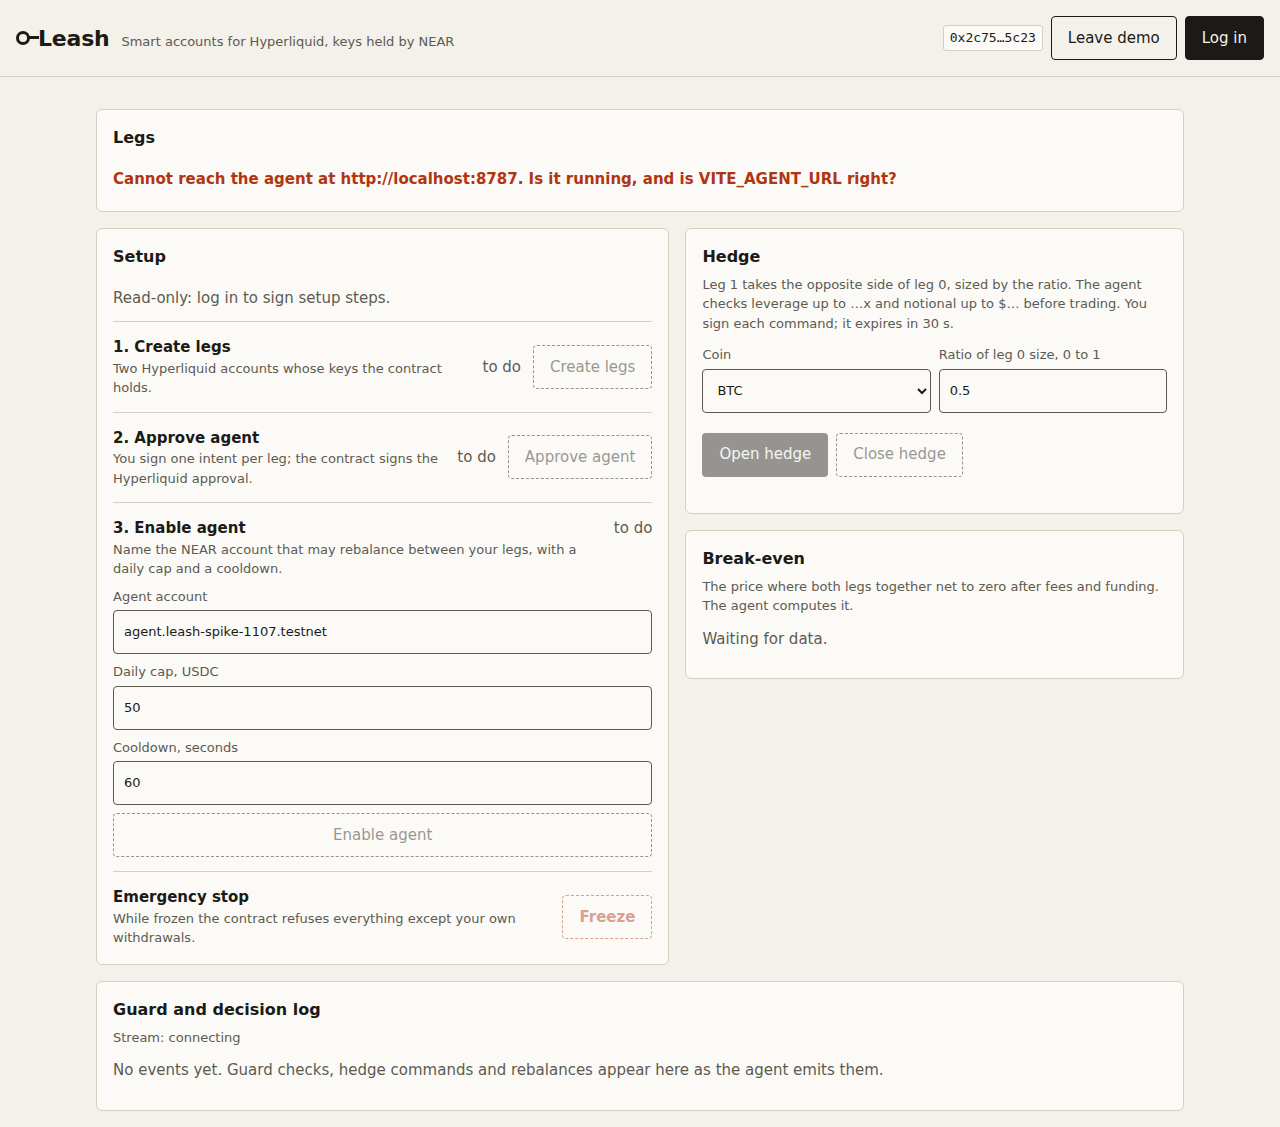 Leash
Smart accounts for Hyperliquid, keys held by NEAR
0x2c75…5c23
Leave demo
Log in
Legs
Cannot reach the agent at http://localhost:8787. Is it running, and is VITE_AGENT_URL right?
Setup
Read-only: log in to sign setup steps.
1. Create legs
Two Hyperliquid accounts whose keys the contract
holds.
to do
Create legs
2. Approve agent
You sign one intent per leg; the contract signs the
Hyperliquid approval.
to do
Approve agent
3. Enable agent
to do
Name the NEAR account that may rebalance between your legs, with a
daily cap and a cooldown.
Agent account
agent.leash-spike-1107.testnet
Daily cap, USDC
50
Cooldown, seconds
60
Enable agent
Emergency stop
While frozen the contract refuses everything except your own
withdrawals.
Freeze
Hedge
Leg 1 takes the opposite side of leg 0, sized by the ratio. The agent
checks leverage up to …x and notional up to $… before trading. You
sign each command; it expires in 30 s.
Coin
Ratio of leg 0 size, 0 to 1
BTC
0.5
Open hedge
Close hedge
Break-even
The price where both legs together net to zero after fees and funding.
The agent computes it.
Waiting for data.
Guard and decision log
Stream: connecting
No events yet. Guard checks, hedge commands and rebalances appear here as the agent emits them.